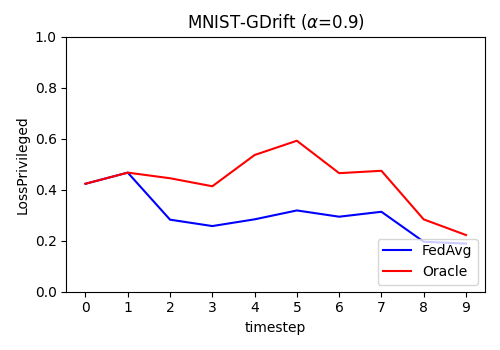 MNIST-GDrift (α=0.9)
LossPrivileged
1.0
0.8
0.6
0.4
0.2
0.0
FedAvg
Oracle
0 1 2 3 4 5 6 7 8 9
timestep